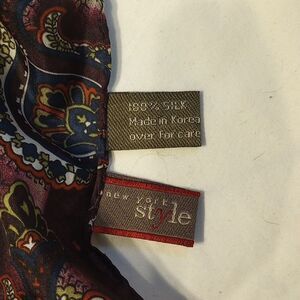 100% SILK
Made in Korea
over for care
new york
style